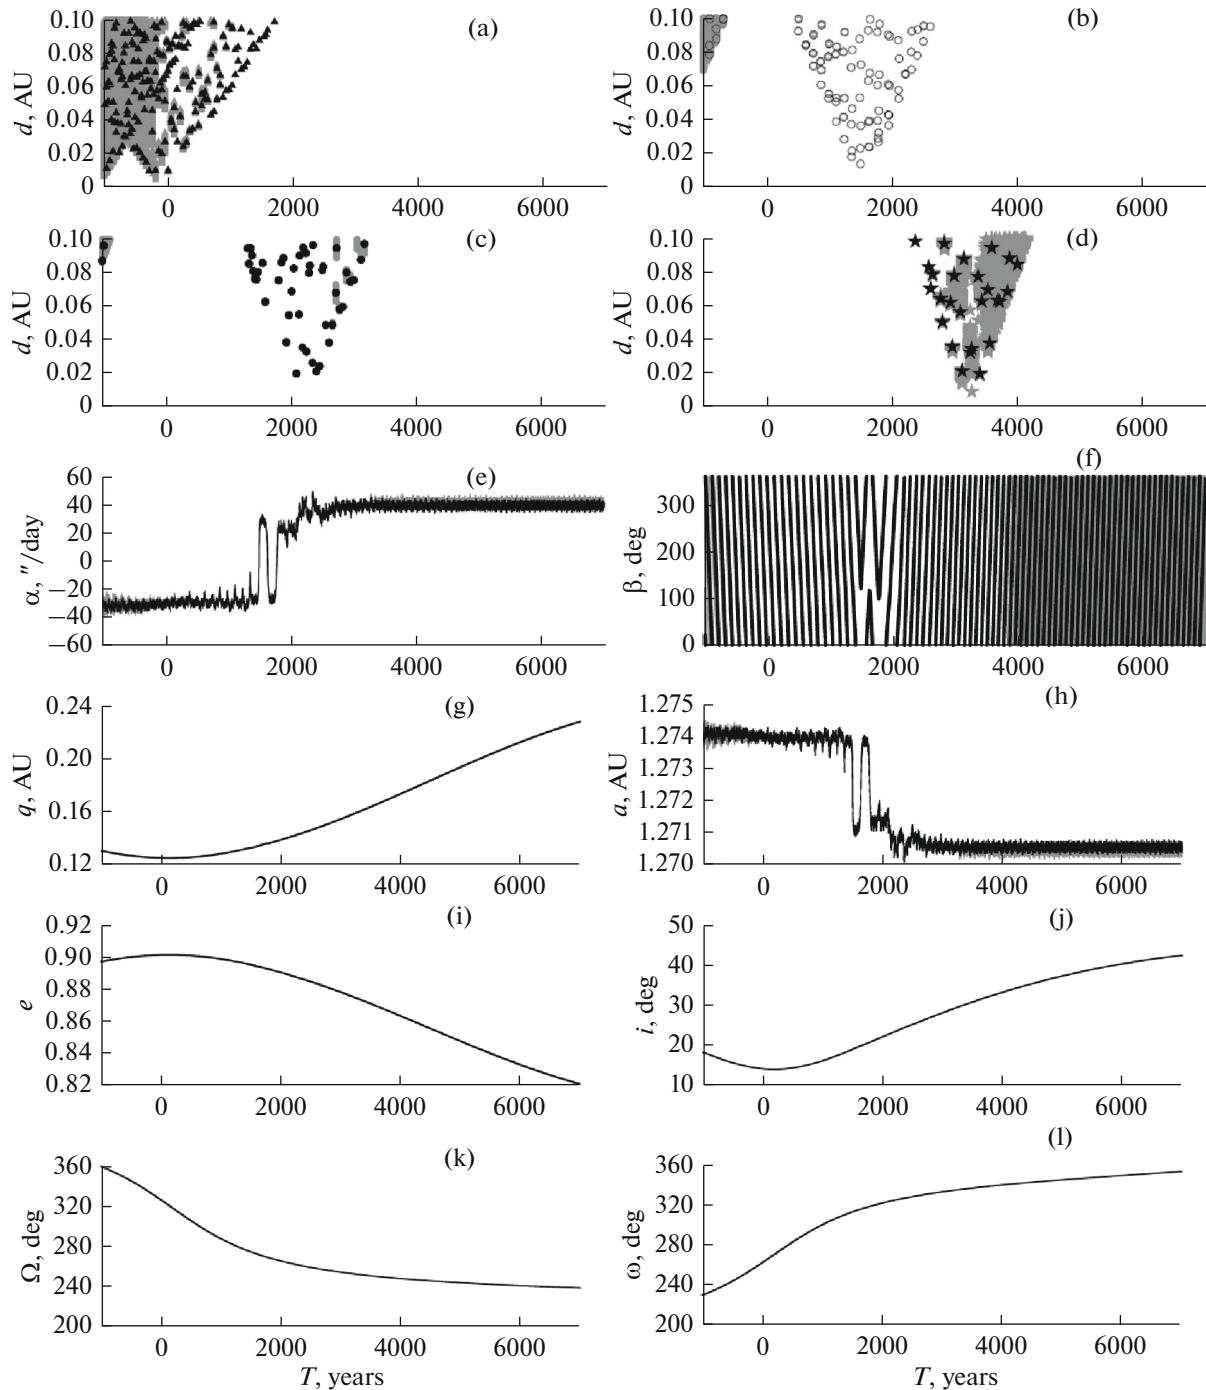 (a)
d, AU
0.10
0.08
0.06
0.04
0.02
0
0 2000 4000 6000
(b)
d, AU
0.10
0.08
0.06
0.04
0.02
0
0 2000 4000 6000
(c)
d, AU
0.10
0.08
0.06
0.04
0.02
0
0 2000 4000 6000
(d)
d, AU
0.10
0.08
0.06
0.04
0.02
0
0 2000 4000 6000
(e)
α, ″/day
60
40
20
0
−20
−40
−60
0 2000 4000 6000
(f)
β, deg
300
200
100
0
0 2000 4000 6000
(g)
q, AU
0.24
0.20
0.16
0.12
0 2000 4000 6000
(h)
a, AU
1.275
1.274
1.273
1.272
1.271
1.270
0 2000 4000 6000
(i)
e
0.92
0.90
0.88
0.86
0.84
0.82
0 2000 4000 6000
(j)
i, deg
50
40
30
20
10
0 2000 4000 6000
(k)
Ω, deg
360
320
280
240
200
0 2000 4000 6000
T, years
(l)
ω, deg
360
320
280
240
200
0 2000 4000 6000
T, years